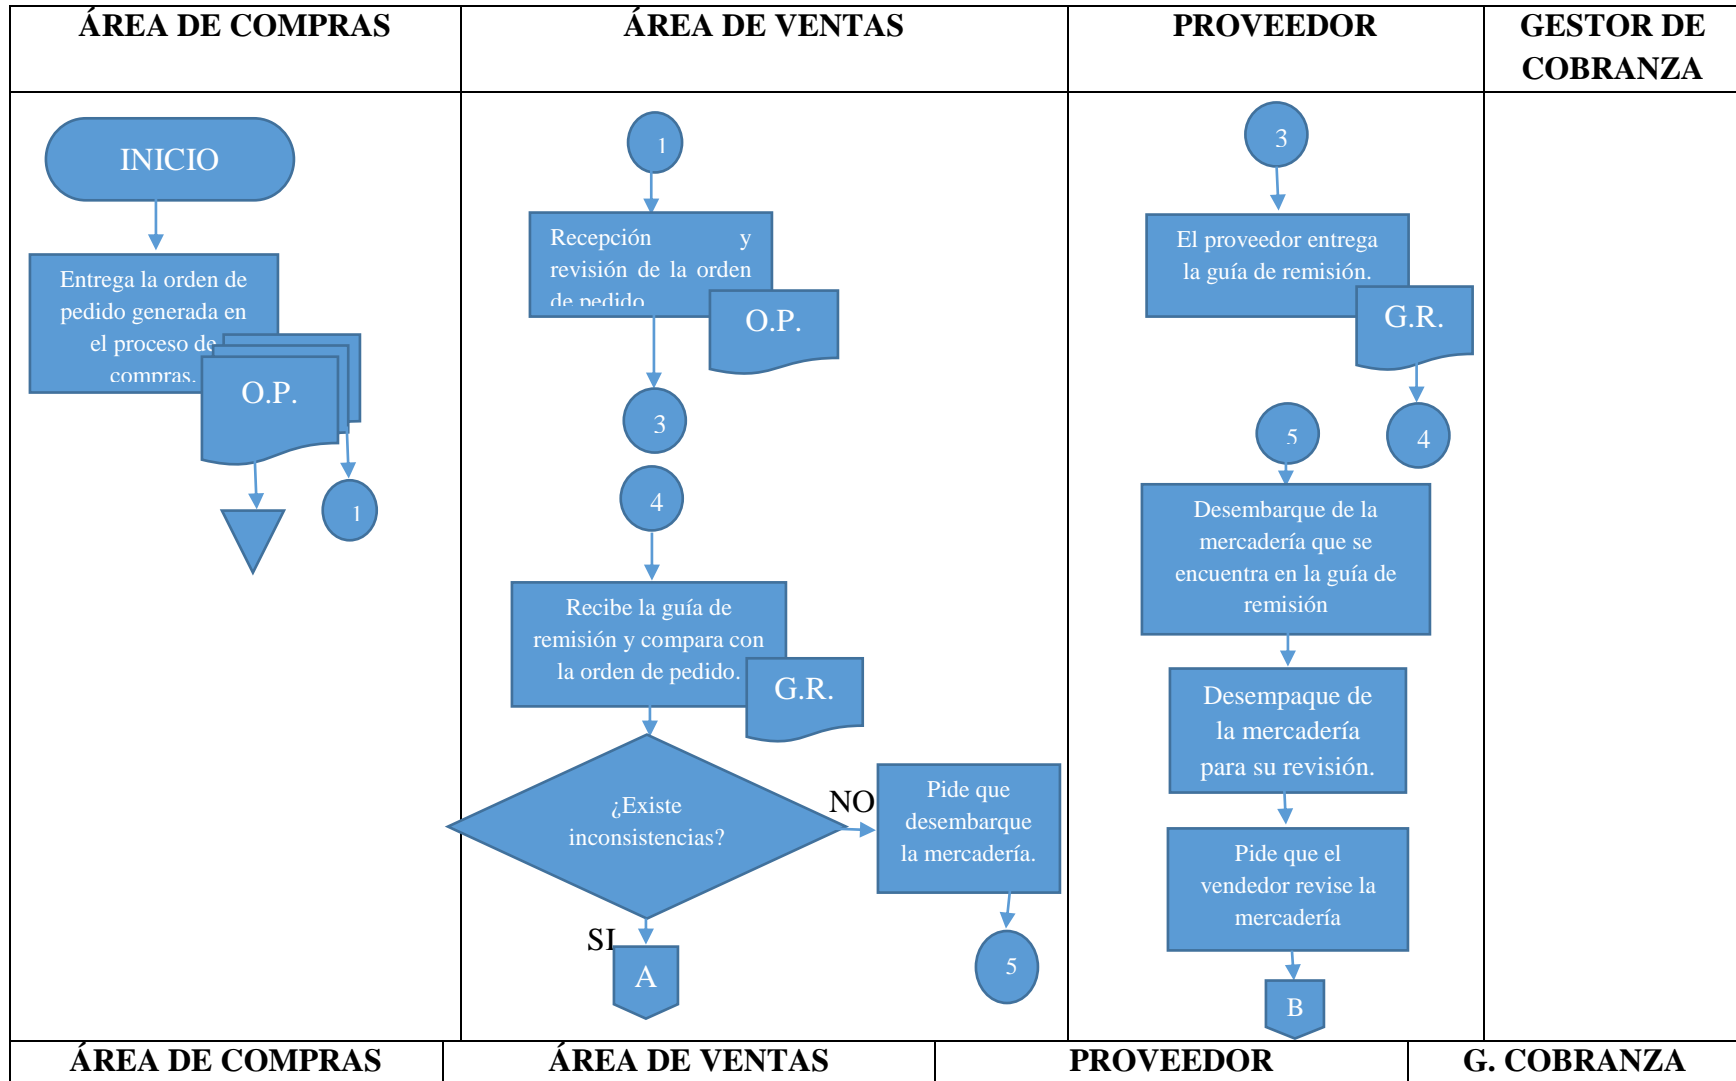 ÁREA DE COMPRAS
ÁREA DE VENTAS
PROVEEDOR
GESTOR DE
COBRANZA
INICIO
Entrega la orden de
pedido generada en
el proceso de
compras.
O.P.
1
1
Recepción y
revisión de la orden
de pedido
O.P.
3
4
Recibe la guía de
remisión y compara con
la orden de pedido.
G.R.
¿Existe
inconsistencias?
NO
Pide que
desembarque
la mercadería.
SI
A
5
3
El proveedor entrega
la guía de remisión.
G.R.
5
4
Desembarque de la
mercadería que se
encuentra en la guía de
remisión
Desempaque de
la mercadería
para su revisión.
Pide que el
vendedor revise la
mercadería
B
ÁREA DE COMPRAS
ÁREA DE VENTAS
PROVEEDOR
G. COBRANZA